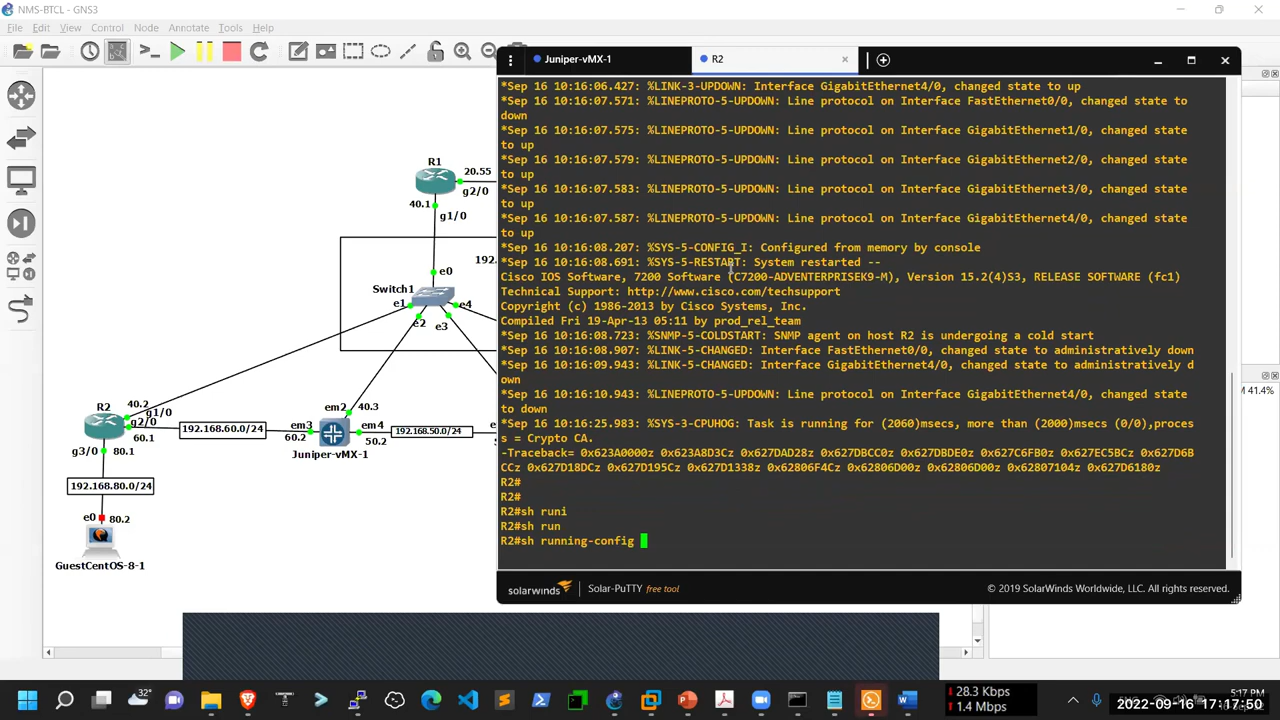 NMS-BTCL - GNS3
File Edit View Control Node Annotate Tools Help
Juniper-vMX-1
R2
*Sep 16 10:16:06.427: %LINK-3-UPDOWN: Interface GigabitEthernet4/0, changed state to up
*Sep 16 10:16:07.571: %LINEPROTO-5-UPDOWN: Line protocol on Interface FastEthernet0/0, changed state to
down
*Sep 16 10:16:07.575: %LINEPROTO-5-UPDOWN: Line protocol on Interface GigabitEthernet1/0, changed state
to up
*Sep 16 10:16:07.579: %LINEPROTO-5-UPDOWN: Line protocol on Interface GigabitEthernet2/0, changed state
to up
*Sep 16 10:16:07.583: %LINEPROTO-5-UPDOWN: Line protocol on Interface GigabitEthernet3/0, changed state
to up
*Sep 16 10:16:07.587: %LINEPROTO-5-UPDOWN: Line protocol on Interface GigabitEthernet4/0, changed state
to up
*Sep 16 10:16:08.207: %SYS-5-CONFIG_I: Configured from memory by console
*Sep 16 10:16:08.691: %SYS-5-RESTART: System restarted --
Cisco IOS Software, 7200 Software (C7200-ADVENTERPRISEK9-M), Version 15.2(4)S3, RELEASE SOFTWARE (fc1)
Technical Support: http://www.cisco.com/techsupport
Copyright (c) 1986-2013 by Cisco Systems, Inc.
Compiled Fri 19-Apr-13 05:11 by prod_rel_team
*Sep 16 10:16:08.723: %SNMP-5-COLDSTART: SNMP agent on host R2 is undergoing a cold start
*Sep 16 10:16:08.907: %LINK-5-CHANGED: Interface FastEthernet0/0, changed state to administratively down
*Sep 16 10:16:09.943: %LINK-5-CHANGED: Interface GigabitEthernet4/0, changed state to administratively d
own
*Sep 16 10:16:10.943: %LINEPROTO-5-UPDOWN: Line protocol on Interface GigabitEthernet4/0, changed state
to down
*Sep 16 10:16:25.983: %SYS-3-CPUHOG: Task is running for (2060)msecs, more than (2000)msecs (0/0),proces
s = Crypto CA.
-Traceback= 0x623A0000z 0x623A8D3Cz 0x627DAD28z 0x627DBCC0z 0x627DBDE0z 0x627C6FB0z 0x627EC5BCz 0x627D6B
CCz 0x627D18DCz 0x627D195Cz 0x627D1338z 0x62806F4Cz 0x62806D00z 0x62806D00z 0x62807104z 0x627D6180z
R2#
R2#
R2#sh runi
R2#sh run
R2#sh running-config
solarwinds
Solar-PuTTY free tool
© 2019 SolarWinds Worldwide, LLC. All rights reserved.
R1
20.55
g2/0
40.1
g1/0
192.
e0
Switch1
e1
e4
e2
e3
R2
40.2
g1/0
g2/0
60.1
192.168.60.0/24
em2
40.3
em3
60.2
em4
50.2
192.168.50.0/24
Juniper-vMX-1
g3/0
80.1
192.168.80.0/24
e0
80.2
GuestCentOS-8-1
EM 41.4%
32°
28.3 Kbps
1.4 Mbps
5:17 PM
2022-09-16 17:17:50